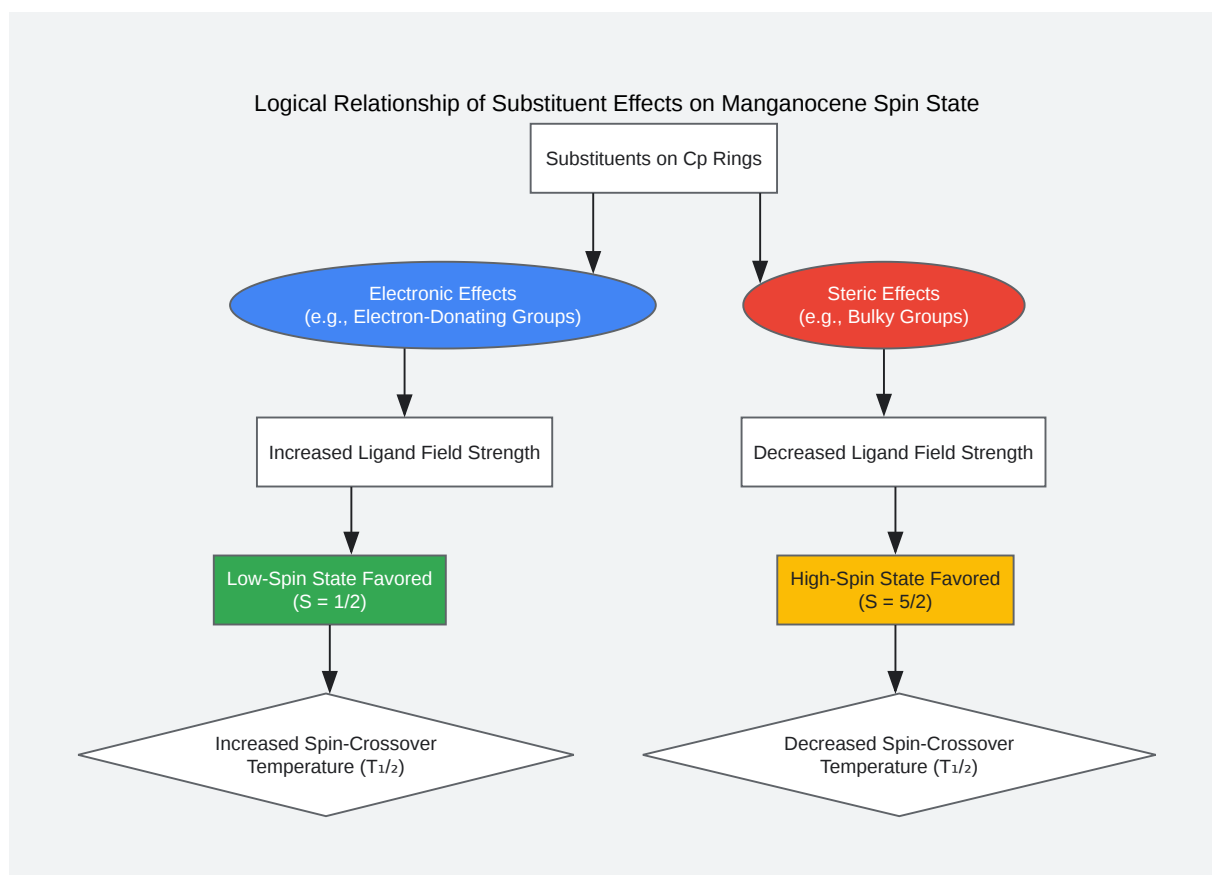 Logical Relationship of Substituent Effects on Manganocene Spin State
Substituents on Cp Rings
Electronic Effects
(e.g., Electron-Donating Groups)
Steric Effects
(e.g., Bulky Groups)
Increased Ligand Field Strength
Decreased Ligand Field Strength
Low-Spin State Favored
(S = 1/2)
High-Spin State Favored
(S = 5/2)
Increased Spin-Crossover
Temperature (T₁/₂)
Decreased Spin-Crossover
Temperature (T₁/₂)